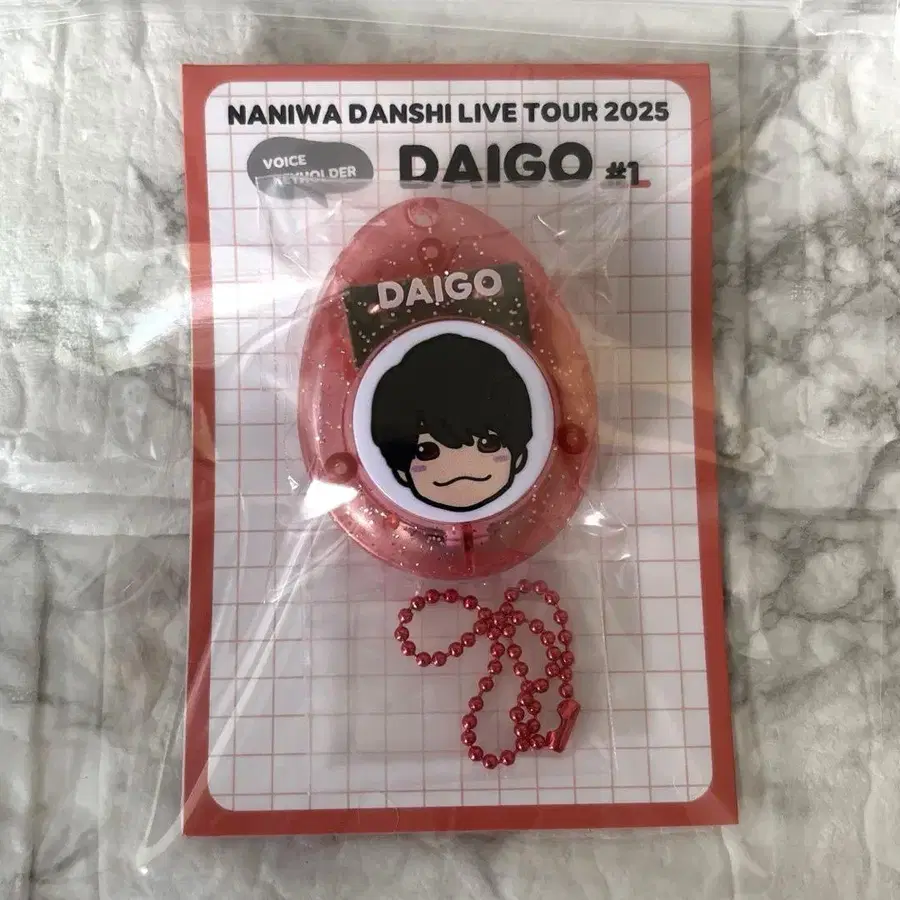 NANIWA DANSHI LIVE TOUR 2025
VOICE
KEYHOLDER
DAIGO #1
DAIGO